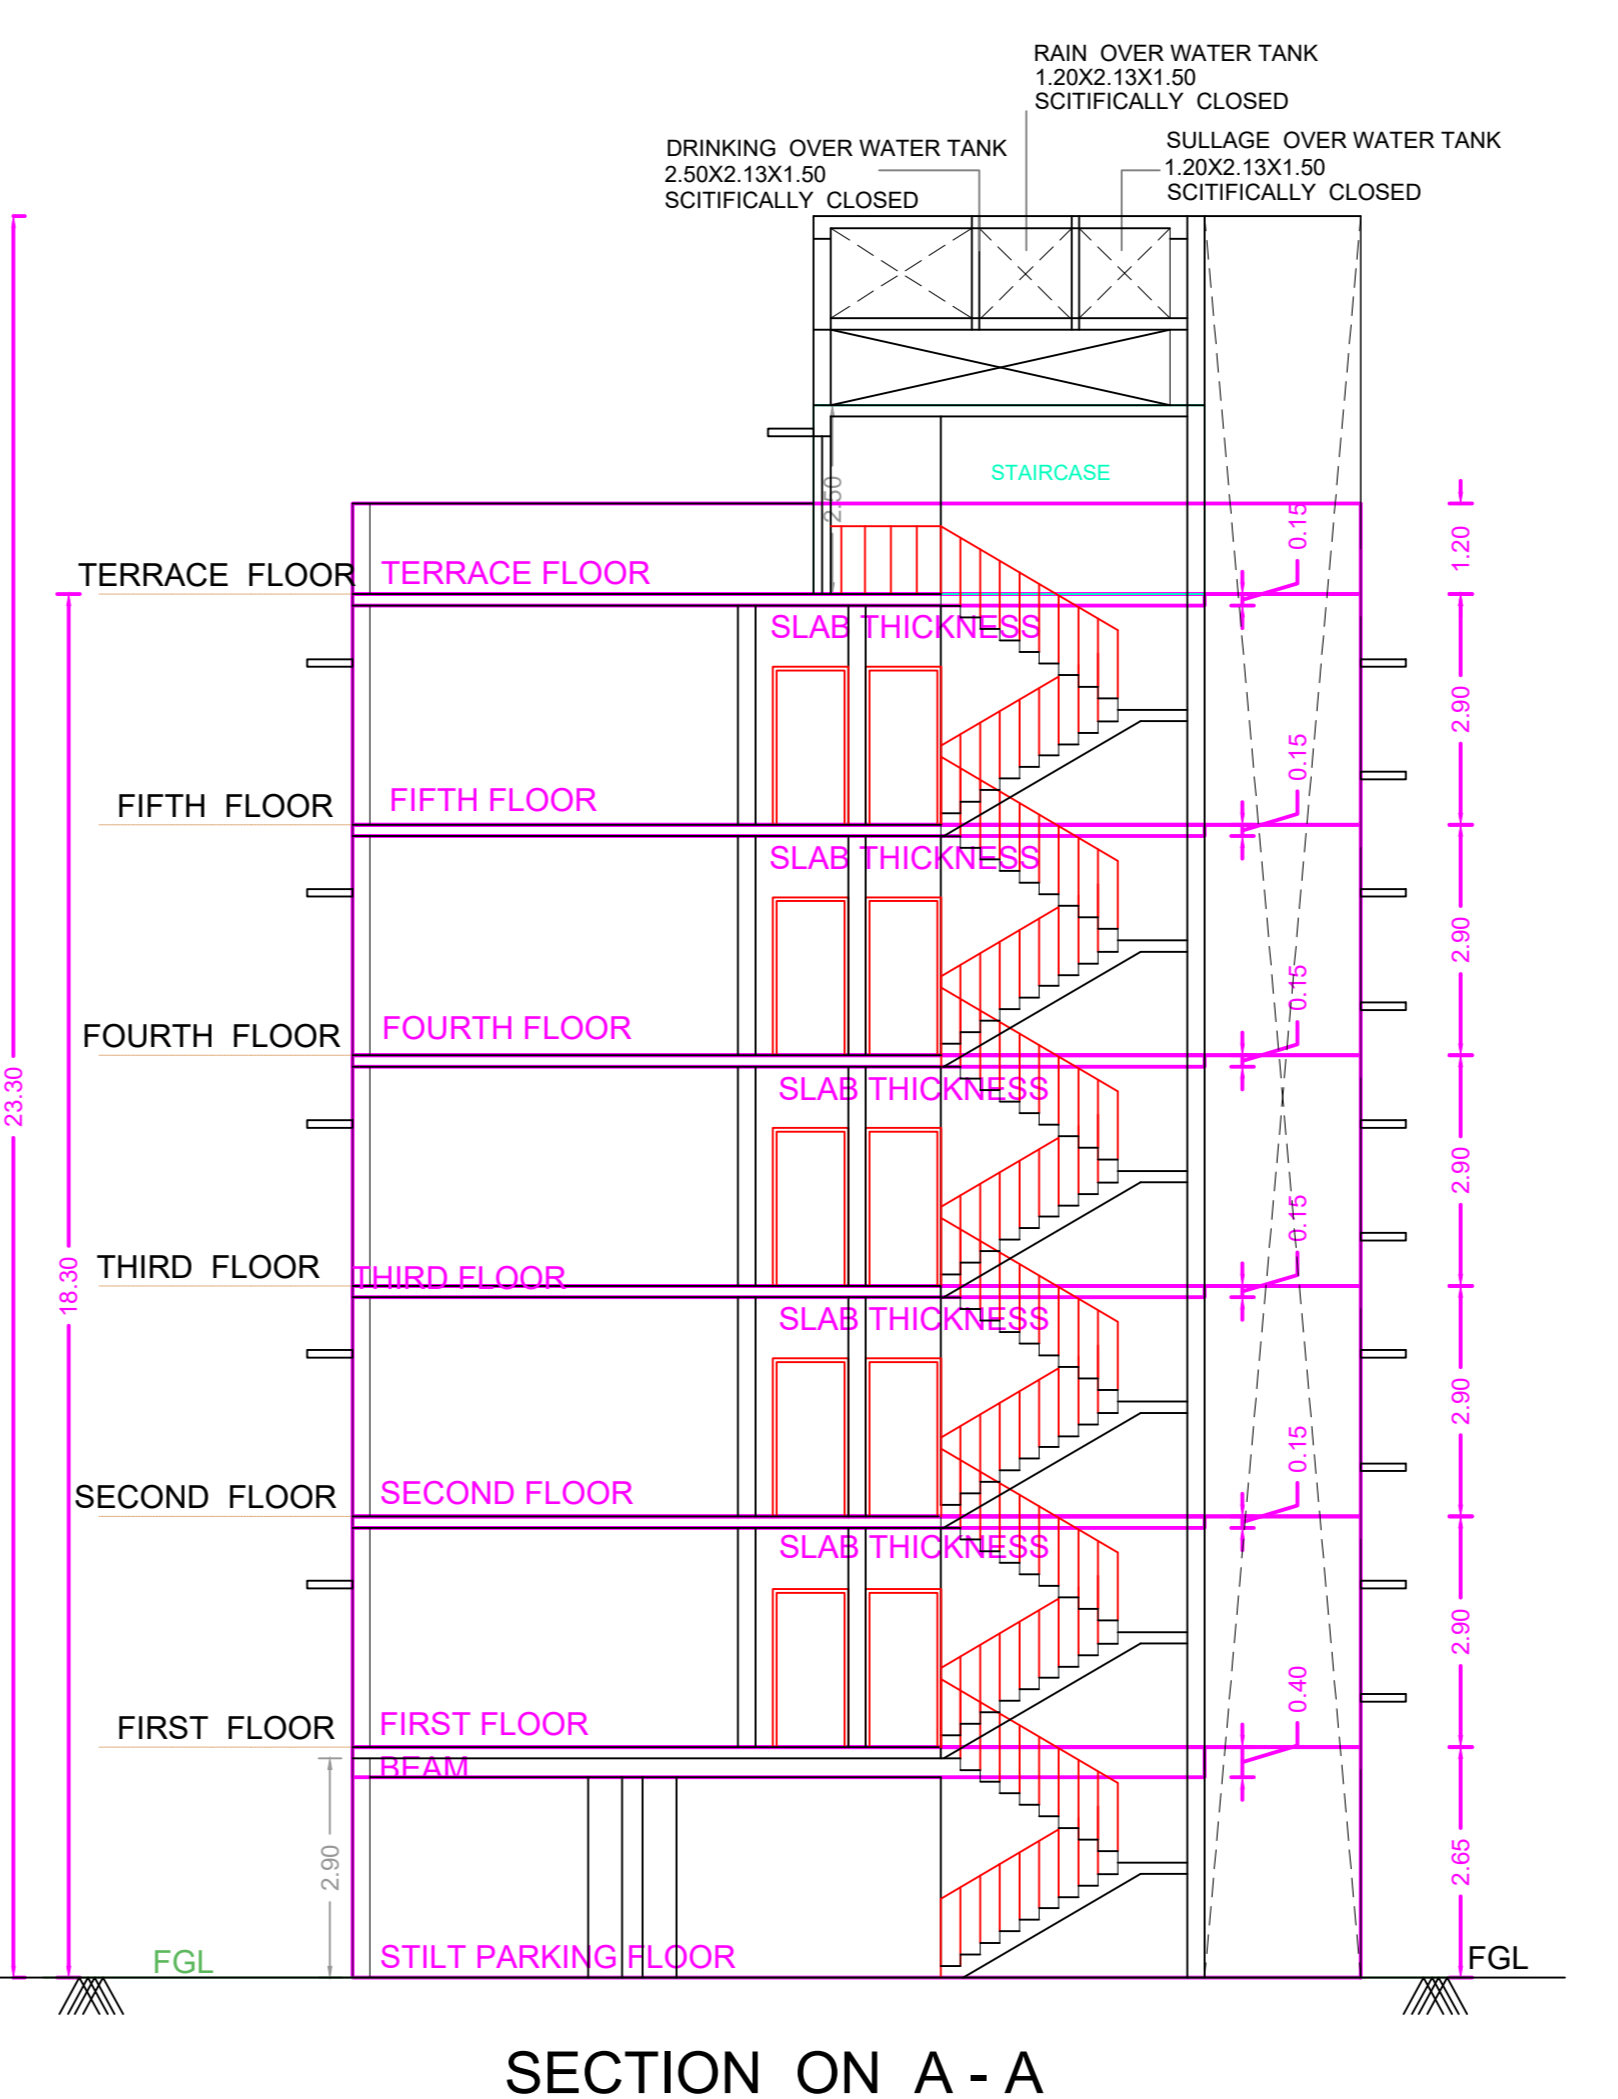 RAIN OVER WATER TANK
1.20X2.13X1.50
SCITIFICALLY CLOSED
DRINKING OVER WATER TANK
2.50X2.13X1.50
SCITIFICALLY CLOSED
SULLAGE OVER WATER TANK
1.20X2.13X1.50
SCITIFICALLY CLOSED
STAIRCASE
2.50
0.15
1.20
TERRACE FLOOR
TERRACE FLOOR
SLAB THICKNESS
2.90
0.15
FIFTH FLOOR
FIFTH FLOOR
SLAB THICKNESS
2.90
0.15
FOURTH FLOOR
FOURTH FLOOR
SLAB THICKNESS
23.30
2.90
0.15
18.30
THIRD FLOOR
THIRD FLOOR
SLAB THICKNESS
2.90
0.15
SECOND FLOOR
SECOND FLOOR
SLAB THICKNESS
2.90
0.40
FIRST FLOOR
FIRST FLOOR
BEAM
2.90
2.65
FGL
STILT PARKING FLOOR
FGL
SECTION ON A - A